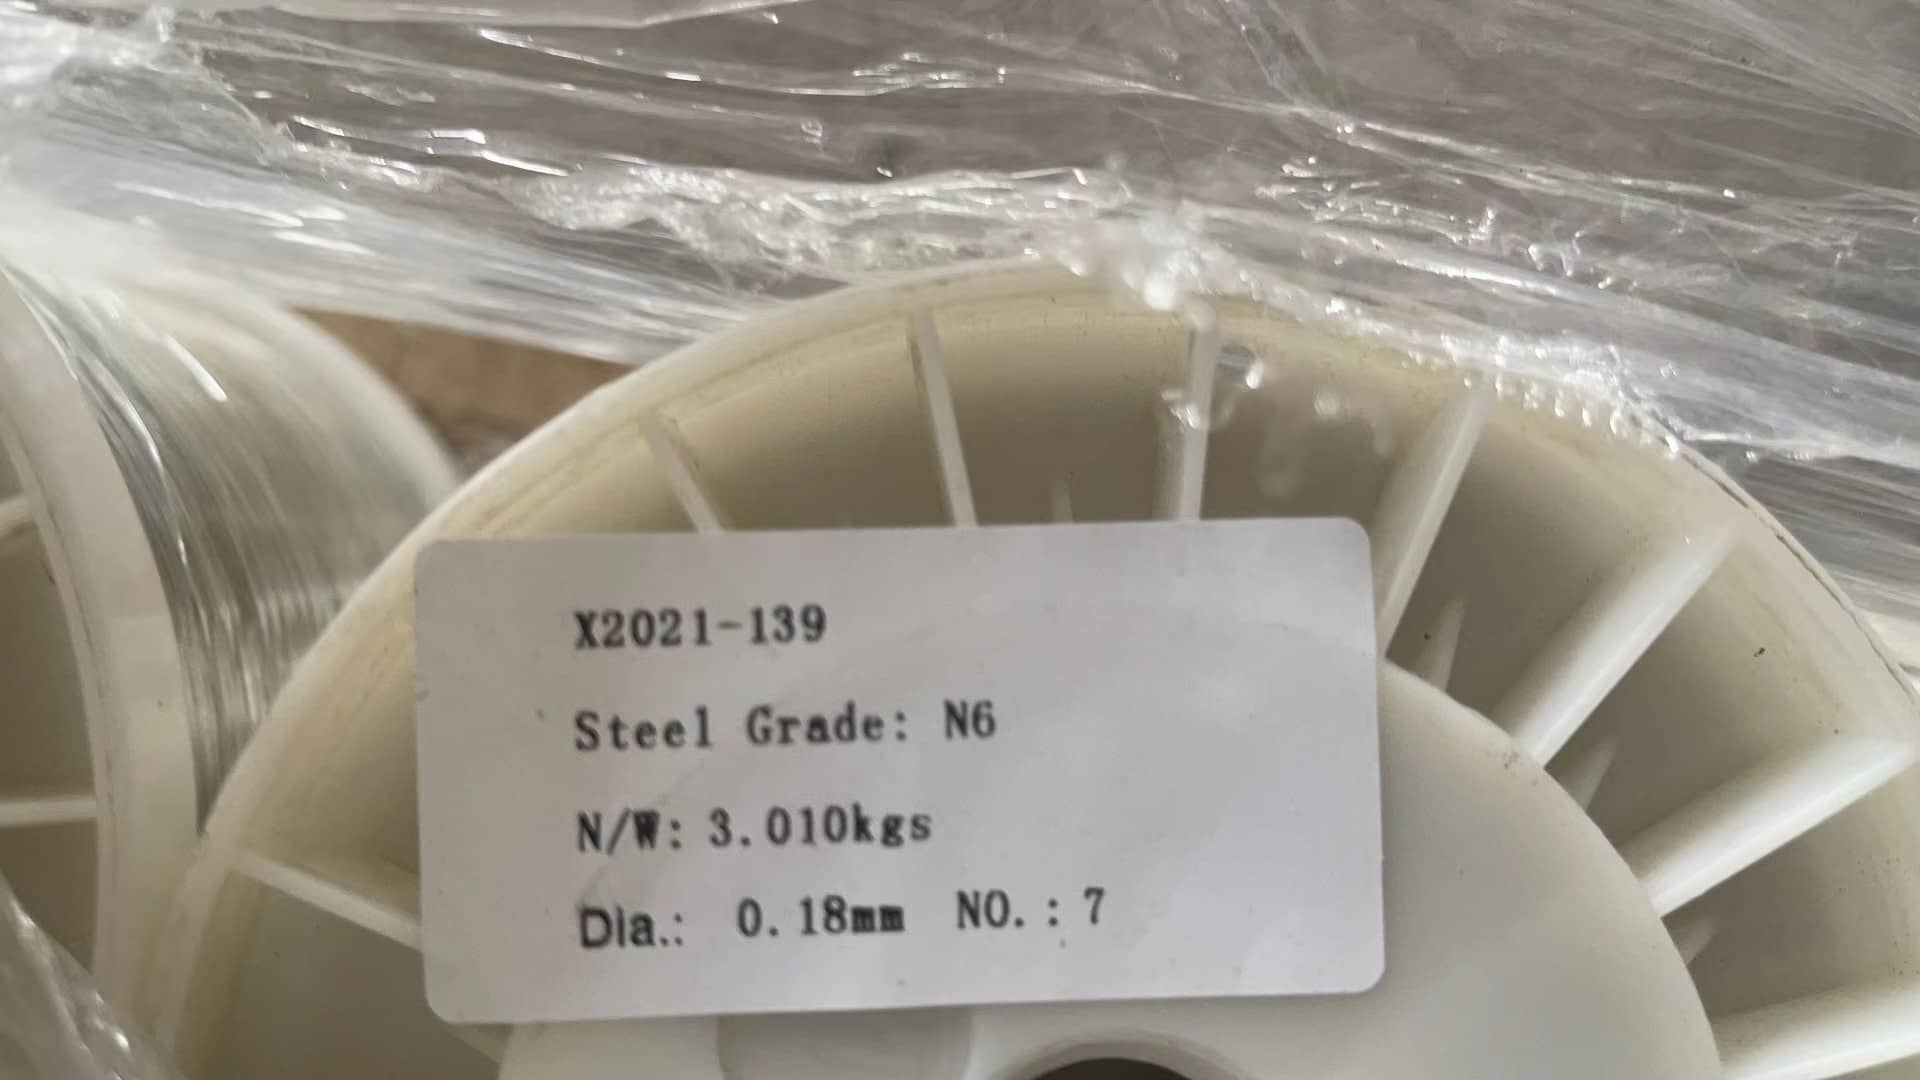 X2021-139
Steel Grade: N6
N/W: 3.010kgs
Dia.: 0.18mm NO.: 7